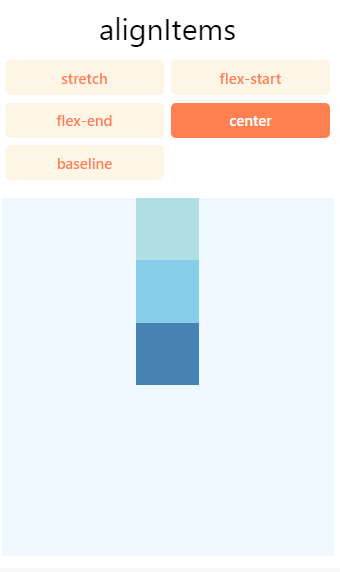 alignItems
stretch flex-start
flex-end center
baseline